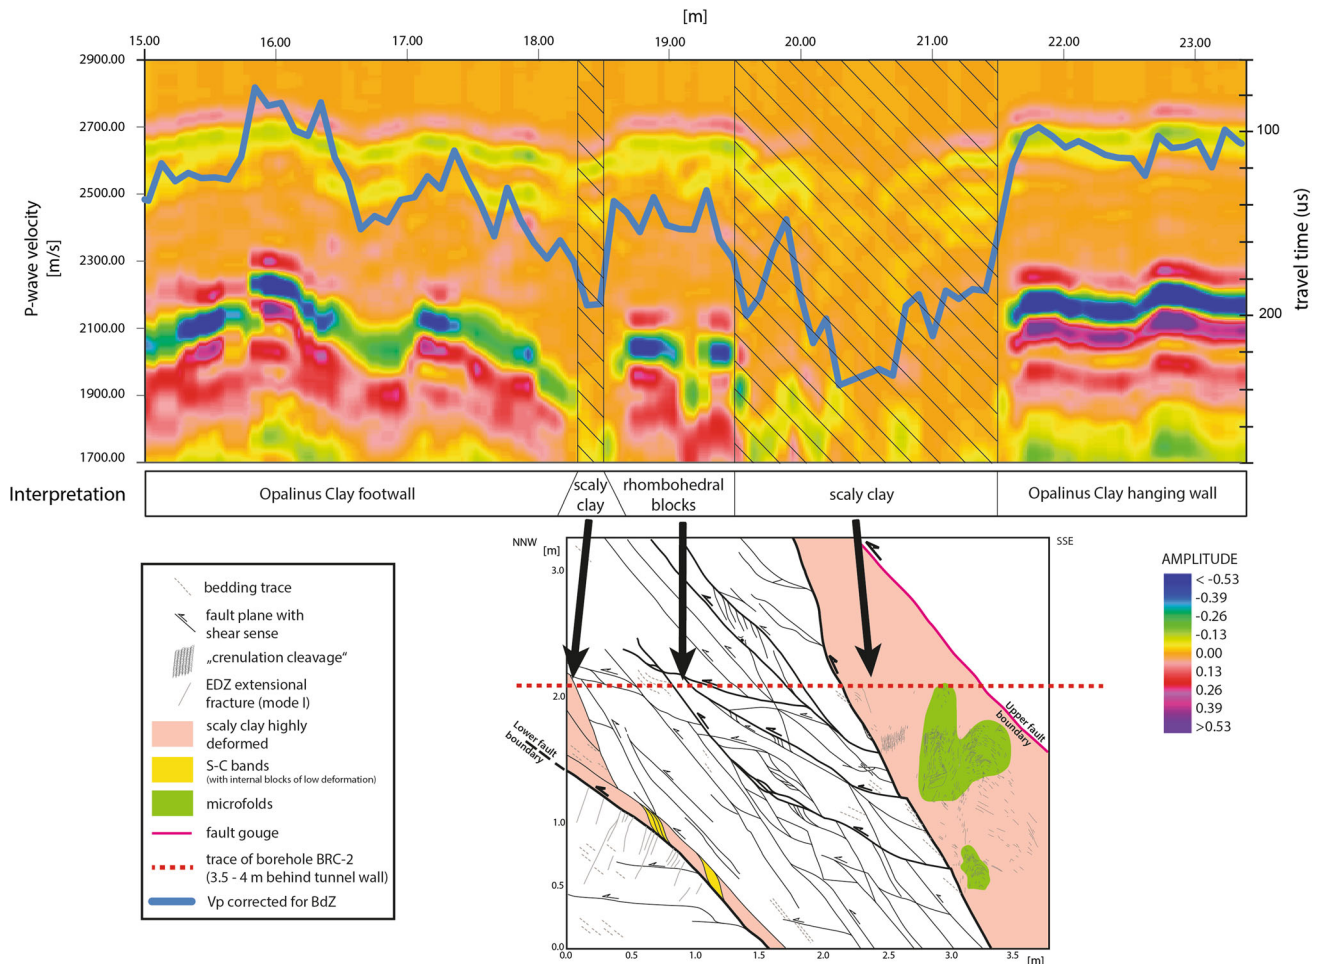 [m]
15.00 16.00 17.00 18.00 19.00 20.00 21.00 22.00 23.00
2900.00
2700.00
2500.00
2300.00
2100.00
1900.00
1700.00
P-wave velocity
[m/s]
100
200
travel time (us)
Interpretation
Opalinus Clay footwall
scaly
clay
rhombohedral
blocks
scaly clay
Opalinus Clay hanging wall
bedding trace
fault plane with
shear sense
„crenulation cleavage“
EDZ extensional
fracture (mode I)
scaly clay highly
deformed
S-C bands
(with internal blocks of low deformation)
microfolds
fault gouge
trace of borehole BRC-2
(3.5 - 4 m behind tunnel wall)
Vp corrected for BdZ
NNW
[m]
SSE
3.0
2.0
1.0
0.5
0.0
Lower fault
boundary
Upper fault
boundary
0.0 0.5 1.0 1.5 2.0 2.5 3.0 3.5
[m]
AMPLITUDE
< -0.53
-0.39
-0.26
-0.13
0.00
0.13
0.26
0.39
>0.53